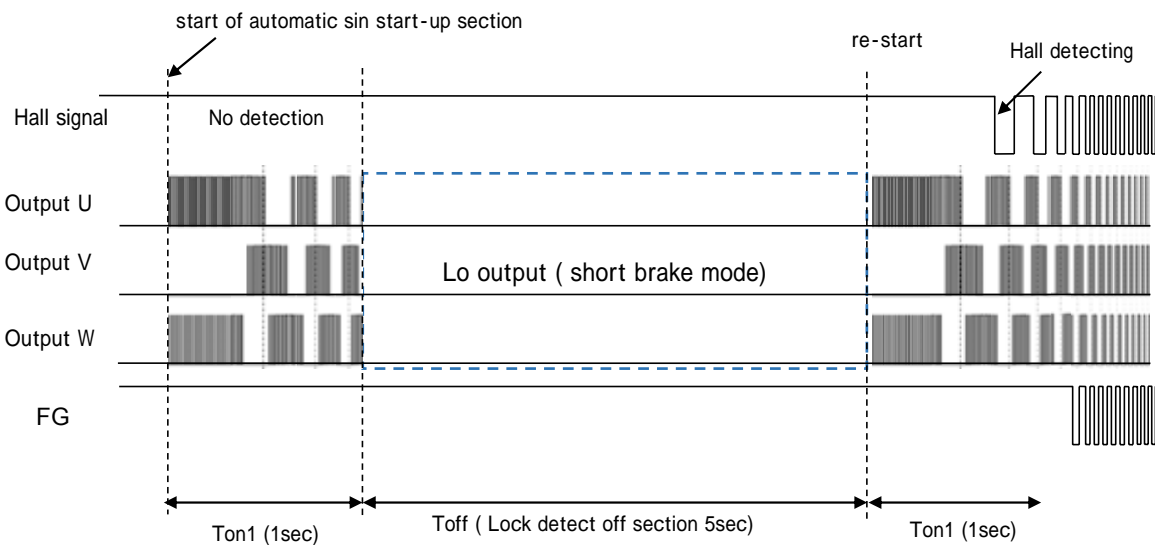 start of automatic sin start-up section
re-start
Hall detecting
Hall signal
No detection
Output U
Output V
Lo output ( short brake mode)
Output W
FG
Ton1 (1sec)
Toff ( Lock detect off section 5sec)
Ton1 (1sec)